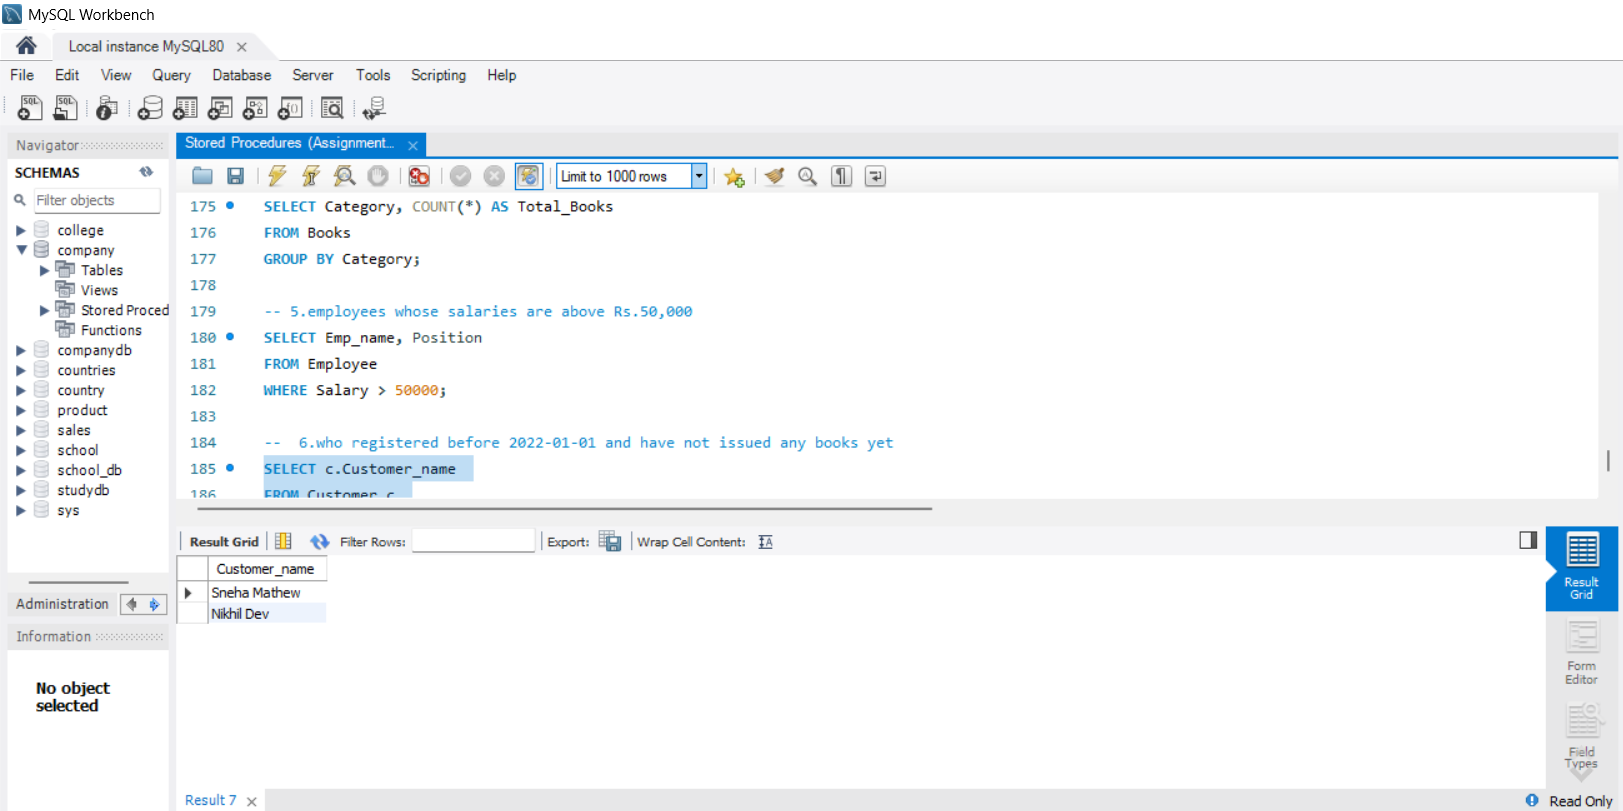 MySQL Workbench
Local instance MySQL80
File Edit View Query Database Server Tools Scripting Help
Navigator
SCHEMAS
Filter objects
college
company
Tables
Views
Stored Proced
Functions
companydb
countries
country
product
sales
school
school_db
studydb
sys
Administration
Information
No object
selected
Stored Procedures (Assignment...
Limit to 1000 rows
175 SELECT Category, COUNT(*) AS Total_Books
176 FROM Books
177 GROUP BY Category;
178
179 -- 5.employees whose salaries are above Rs.50,000
180 SELECT Emp_name, Position
181 FROM Employee
182 WHERE Salary > 50000;
183
184 -- 6.who registered before 2022-01-01 and have not issued any books yet
185 SELECT c.Customer_name
186 FROM Customer c
Result Grid Filter Rows: Export: Wrap Cell Content:
Customer_name
Sneha Mathew
Nikhil Dev
Result
Grid
Form
Editor
Field
Types
Result 7
Read Only